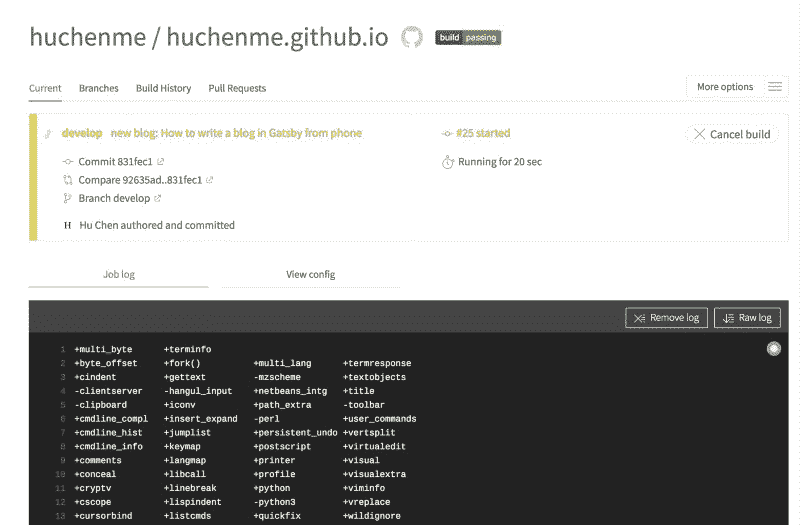 huchenme / huchenme.github.io build passing
Current Branches Build History Pull Requests More options
develop new blog: How to write a blog in Gatsby from phone #25 started Cancel build
Commit 831fec1 Running for 20 sec
Compare 92635ad..831fec1
Branch develop
H Hu Chen authored and committed
Job log View config
Remove log Raw log
1 +multi_byte +terminfo
2 +byte_offset +fork() +multi_lang +termresponse
3 +cindent +gettext -mzscheme +textobjects
4 -clientserver -hangul_input +netbeans_intg +title
5 -clipboard +iconv +path_extra -toolbar
6 +cmdline_compl +insert_expand -perl +user_commands
7 +cmdline_hist +jumplist +persistent_undo +vertsplit
8 +cmdline_info +keymap +postscript +virtualedit
9 +comments +langmap +printer +visual
10 +conceal +libcall +profile +visualextra
11 +cryptv +linebreak +python +viminfo
12 +cscope +lispindent -python3 +vreplace
13 +cursorbind +listcmds +quickfix +wildignore